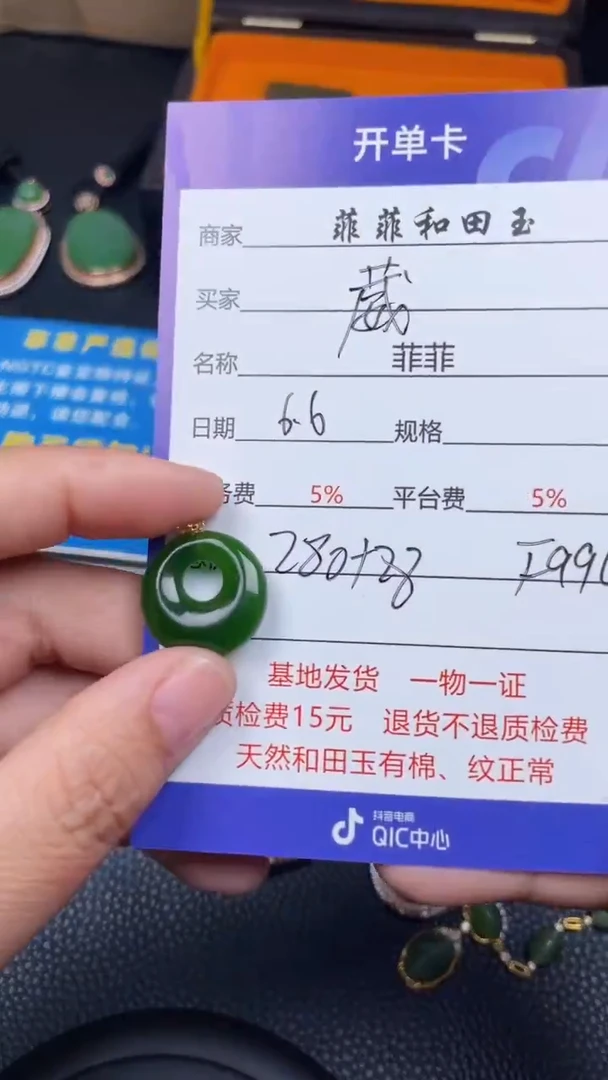 开单卡
商家 菲菲和田玉
买家 葳
名称 菲菲
日期 6.6 规格
务费 5% 平台费 5%
280+28
基地发货 一物一证
质检费15元 退货不退质检费
天然和田玉有棉、纹正常
抖音电商
QIC中心